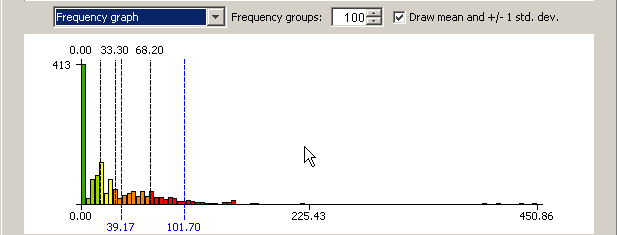 Frequency graph Frequency groups: 100 Draw mean and +/- 1 std. dev.
0.00 33.30 68.20
413
0.00 225.43 450.86
39.17 101.70